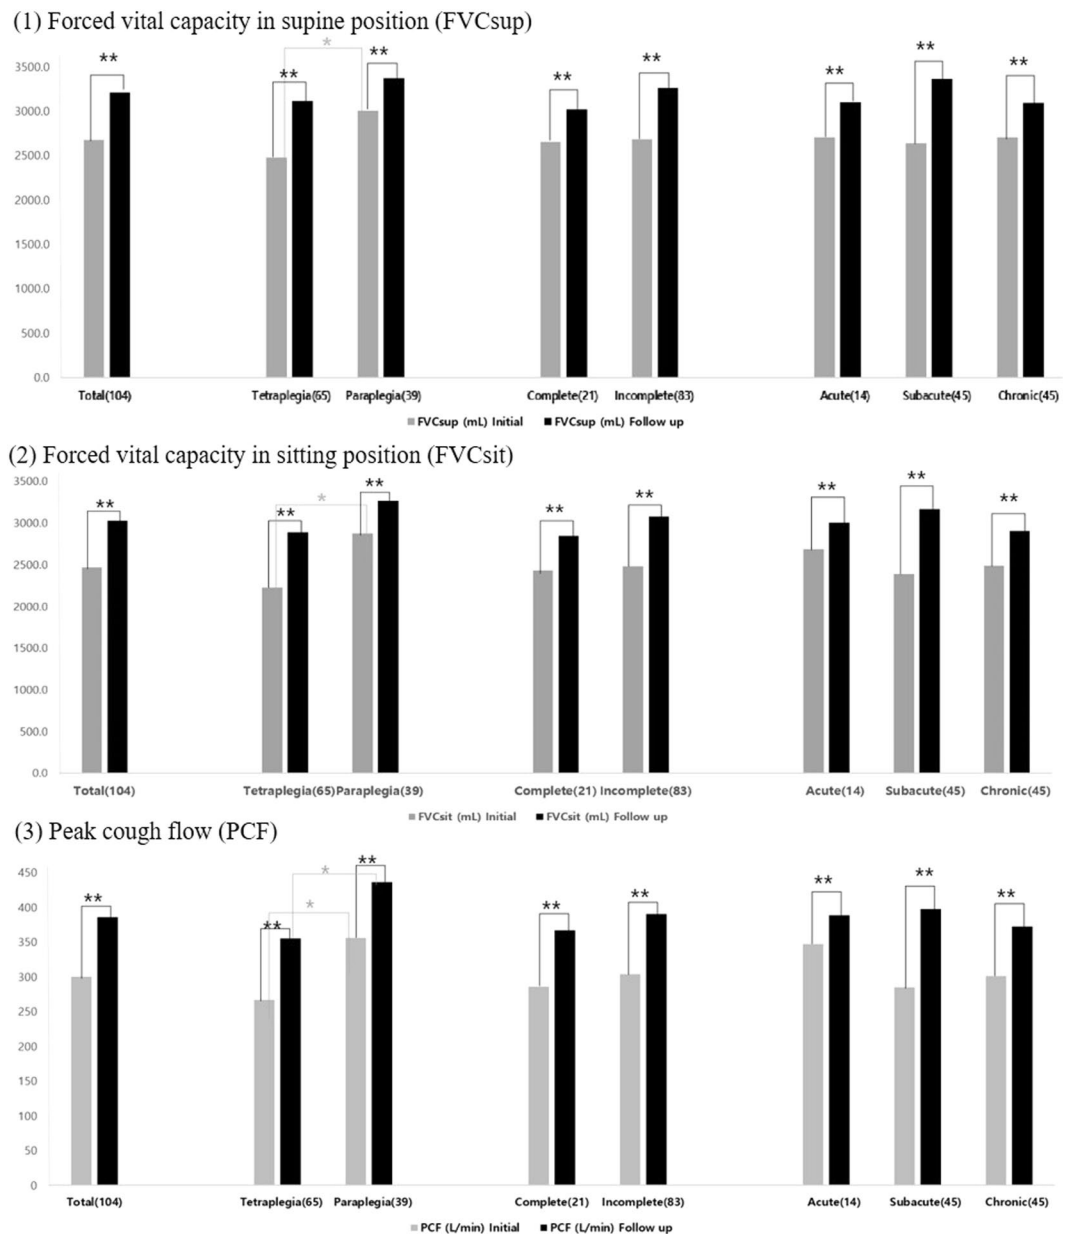 (1) Forced vital capacity in supine position (FVCsup)
3500.0
3000.0
2500.0
2000.0
1500.0
1000.0
500.0
0.0
** ** * ** ** ** ** ** **
Total(104) Tetraplegia(65) Paraplegia(39) Complete(21) Incomplete(83) Acute(14) Subacute(45) Chronic(45)
FVCsup (mL) Initial FVCsup (mL) Follow up
(2) Forced vital capacity in sitting position (FVCsit)
3500.0
3000.0
2500.0
2000.0
1500.0
1000.0
500.0
0.0
** ** * ** ** ** ** ** **
Total(104) Tetraplegia(65) Paraplegia(39) Complete(21) Incomplete(83) Acute(14) Subacute(45) Chronic(45)
FVCsit (mL) Initial FVCsit (mL) Follow up
(3) Peak cough flow (PCF)
450
400
350
300
250
200
150
100
50
0
** ** * * ** ** ** ** ** **
Total(104) Tetraplegia(65) Paraplegia(39) Complete(21) Incomplete(83) Acute(14) Subacute(45) Chronic(45)
PCF (L/min) Initial PCF (L/min) Follow up